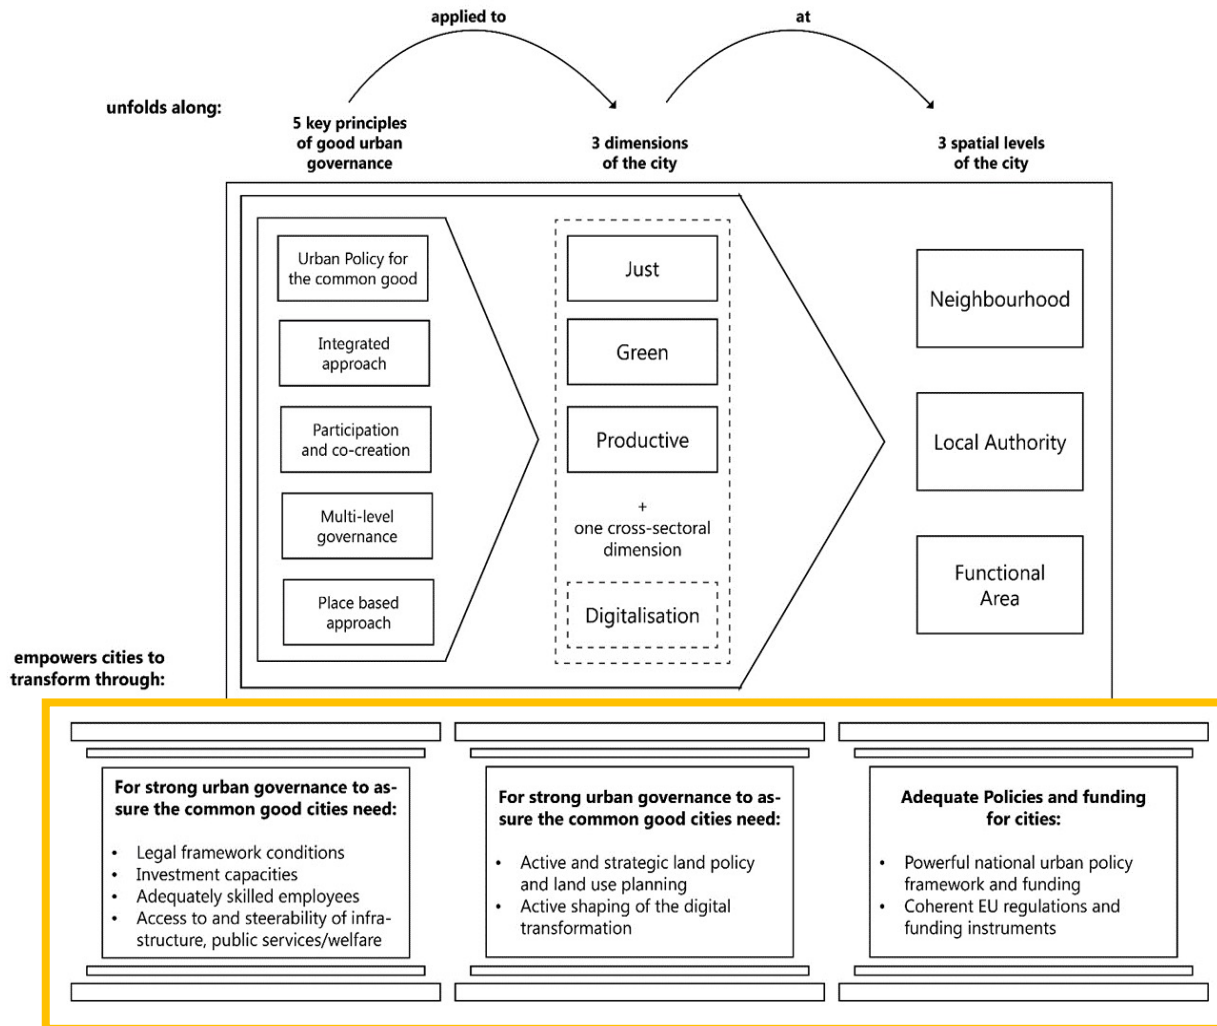 applied to
at
unfolds along:
5 key principles
of good urban
governance
3 dimensions
of the city
3 spatial levels
of the city
Urban Policy for
the common good
Integrated
approach
Participation
and co-creation
Multi-level
governance
Place based
approach
Just
Green
Productive
+
one cross-sectoral
dimension
Digitalisation
Neighbourhood
Local Authority
Functional
Area
empowers cities to
transform through:
For strong urban governance to as-
sure the common good cities need:
• Legal framework conditions
• Investment capacities
• Adequately skilled employees
• Access to and steerability of infra-
structure, public services/welfare
For strong urban governance to as-
sure the common good cities need:
• Active and strategic land policy
and land use planning
• Active shaping of the digital
transformation
Adequate Policies and funding
for cities:
• Powerful national urban policy
framework and funding
• Coherent EU regulations and
funding instruments